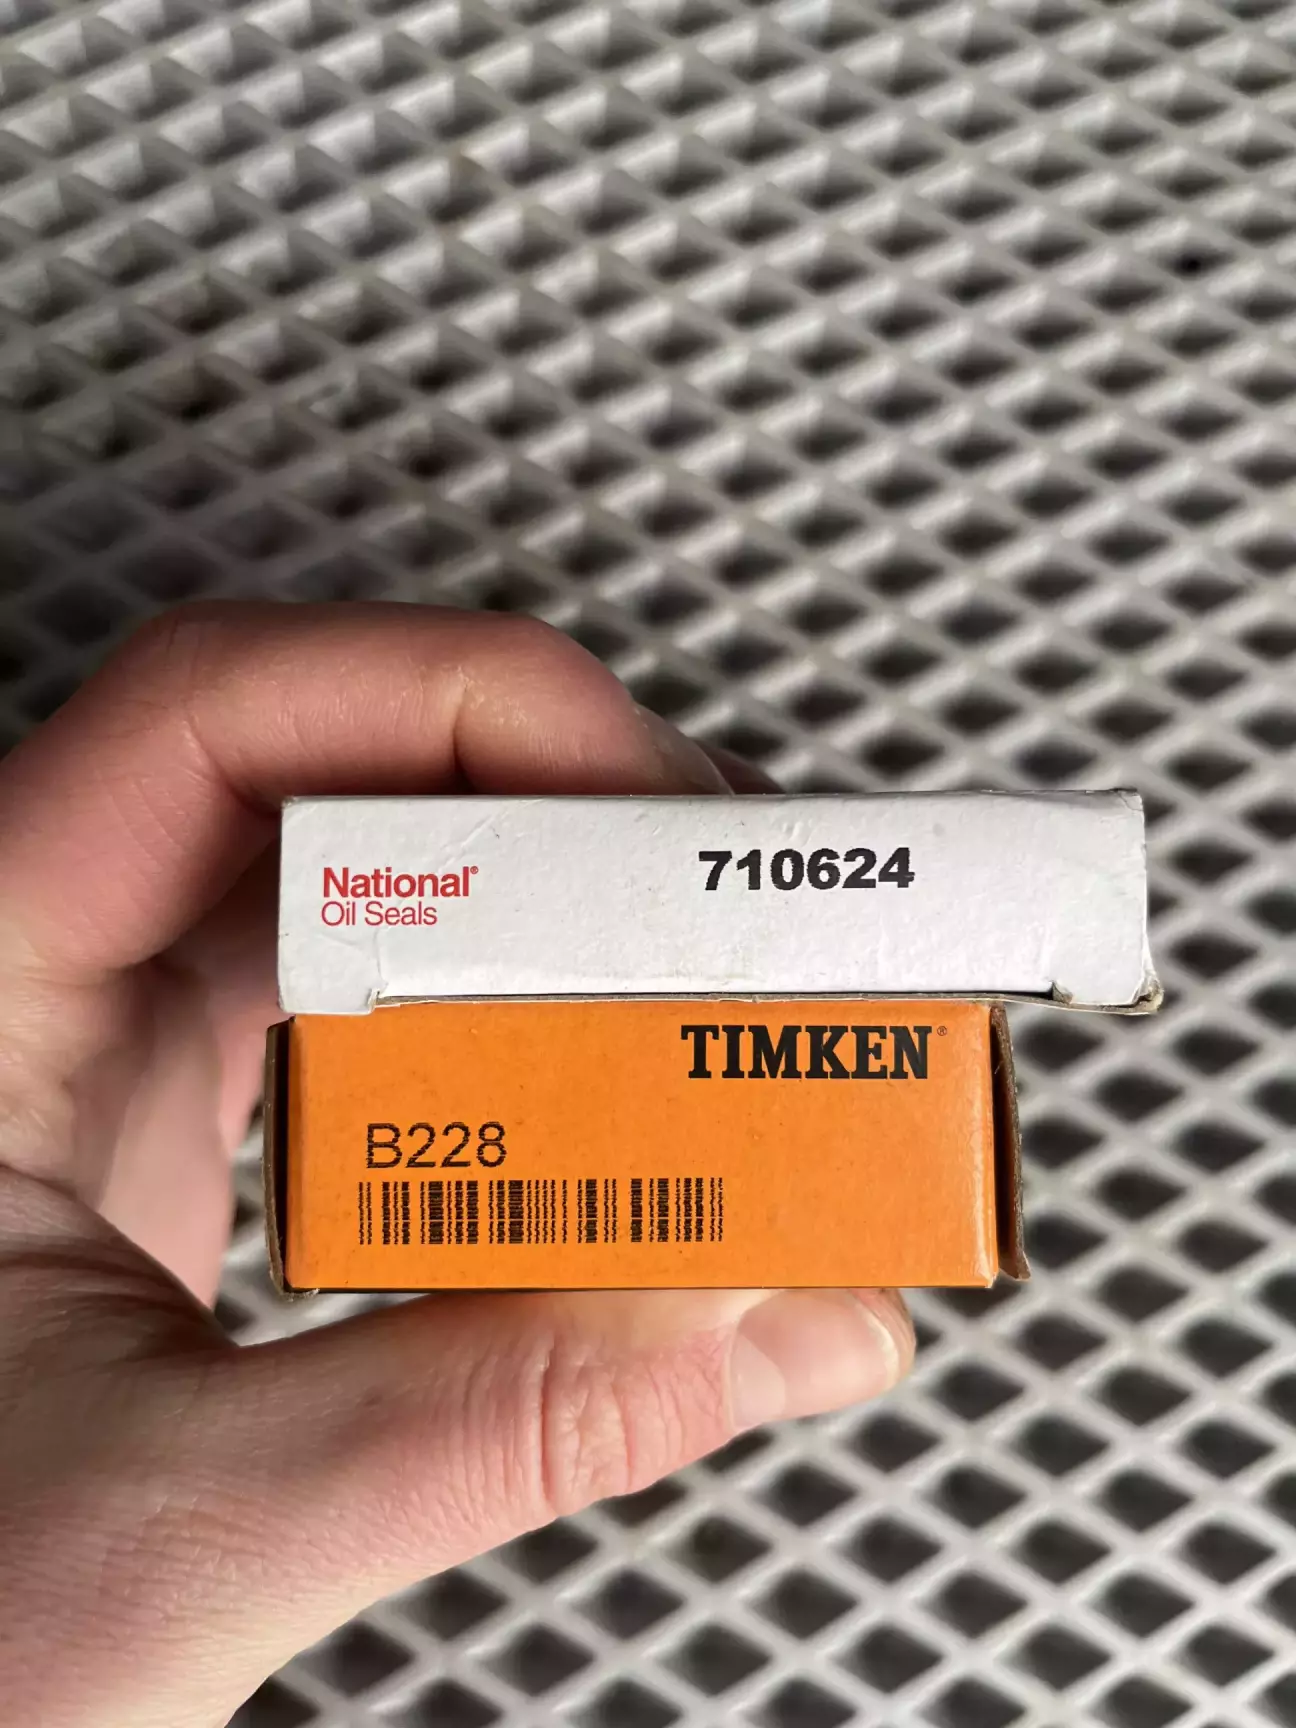 National®
Oil Seals
710624
TIMKEN®
B228